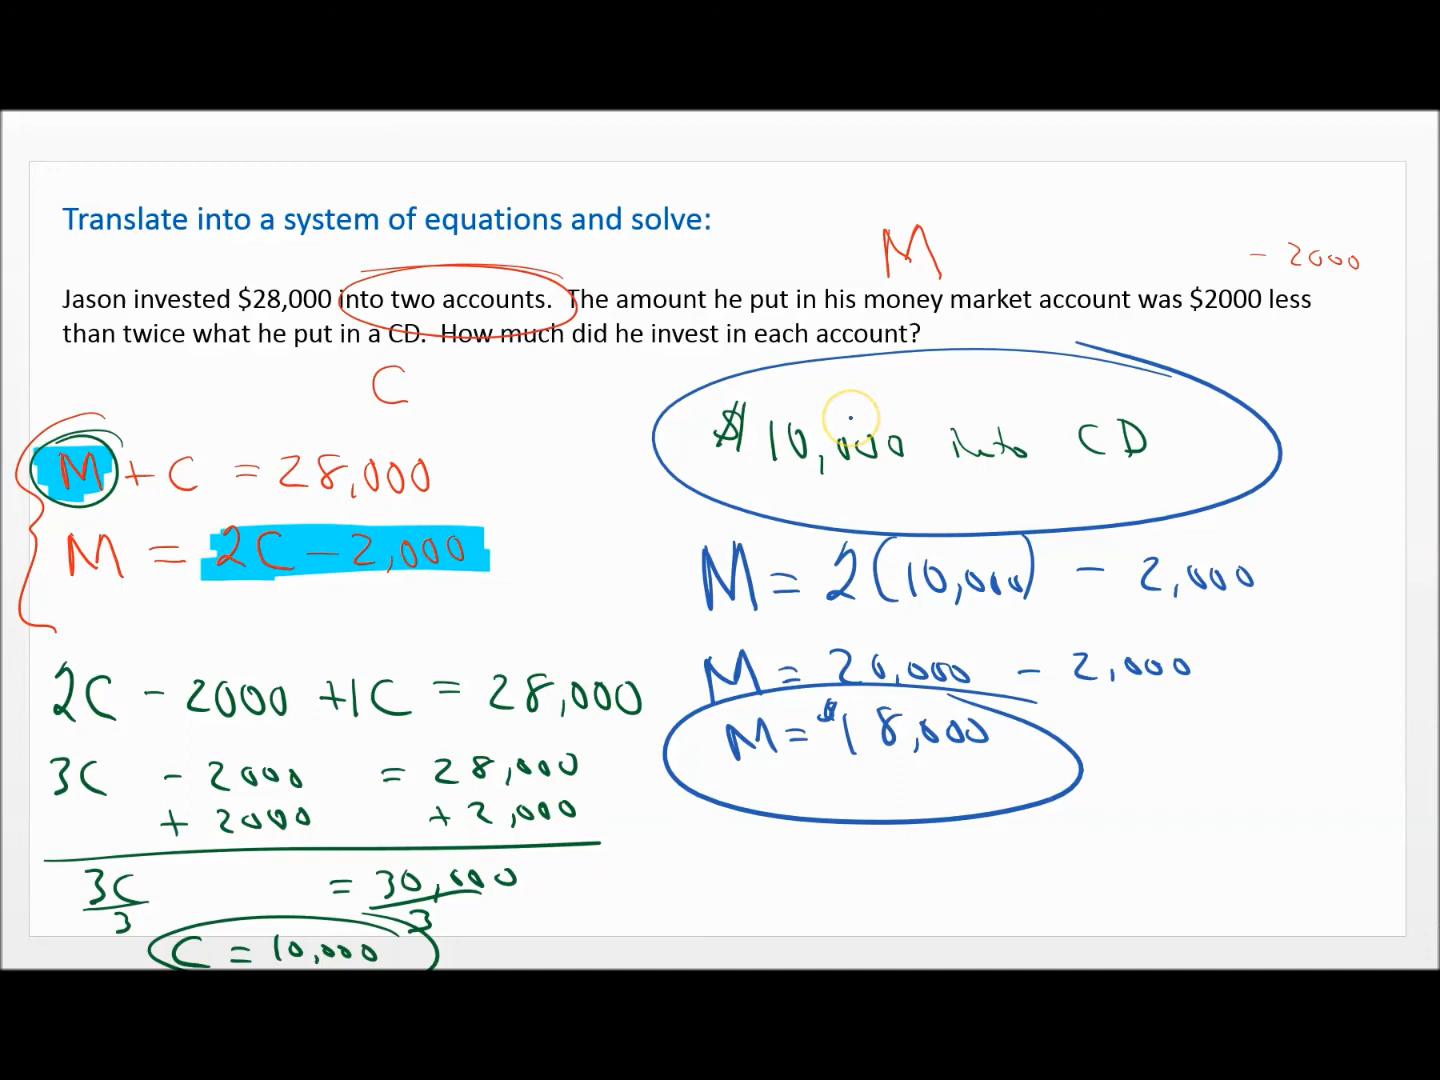 Translate into a system of equations and solve:
M
- 2000
Jason invested $28,000 into two accounts. The amount he put in his money market account was $2000 less
than twice what he put in a CD. How much did he invest in each account?
C
M + C = 28,000
M = 2C - 2,000
2C - 2000 + 1C = 28,000
3C - 2000 = 28,000
+ 2000 + 2,000
3C = 30,000
3 3
C = 10,000
$10,000 into CD
M = 2(10,000) - 2,000
M = 20,000 - 2,000
M = $18,000